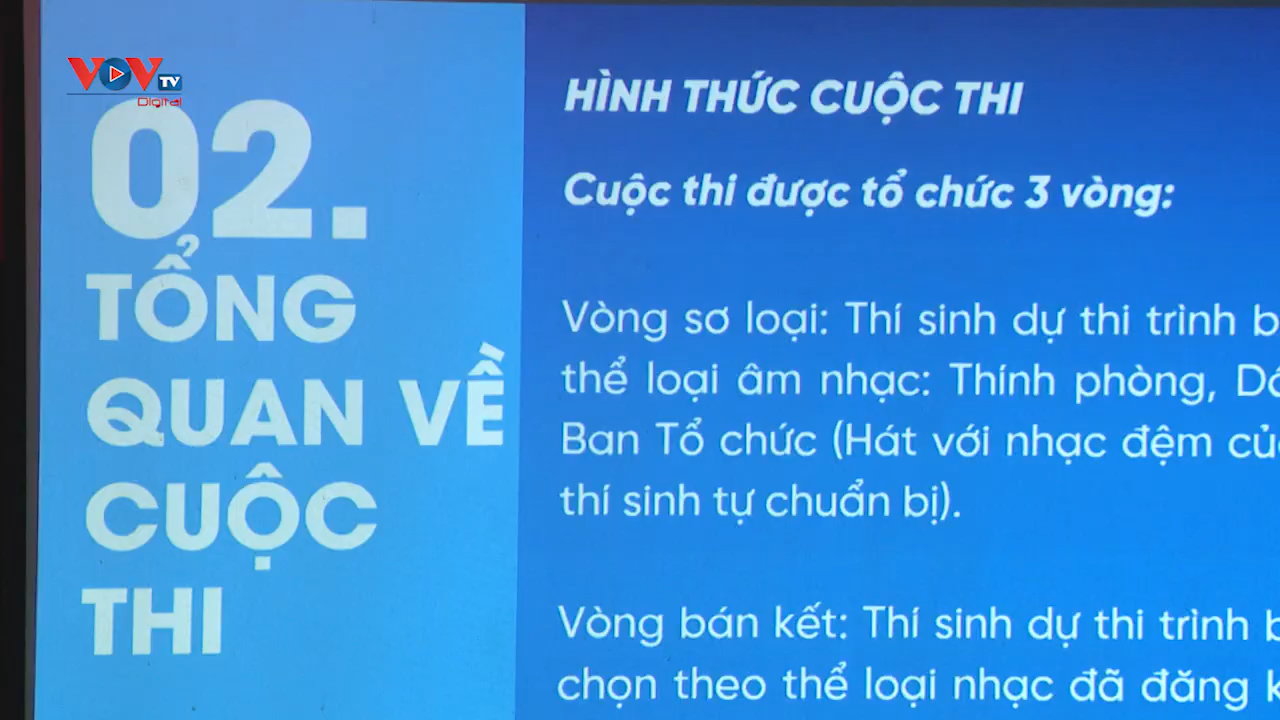 VOV TV
Digital
02.
TỔNG
QUAN VỀ
CUỘC
THI
HÌNH THỨC CUỘC THI
Cuộc thi được tổ chức 3 vòng:
Vòng sơ loại: Thí sinh dự thi trình
thể loại âm nhạc: Thính phòng,
Ban Tổ chức (Hát với nhạc đệm
thí sinh tự chuẩn bị).
Vòng bán kết: Thí sinh dự thi trình
chọn theo thể loại nhạc đã đăng